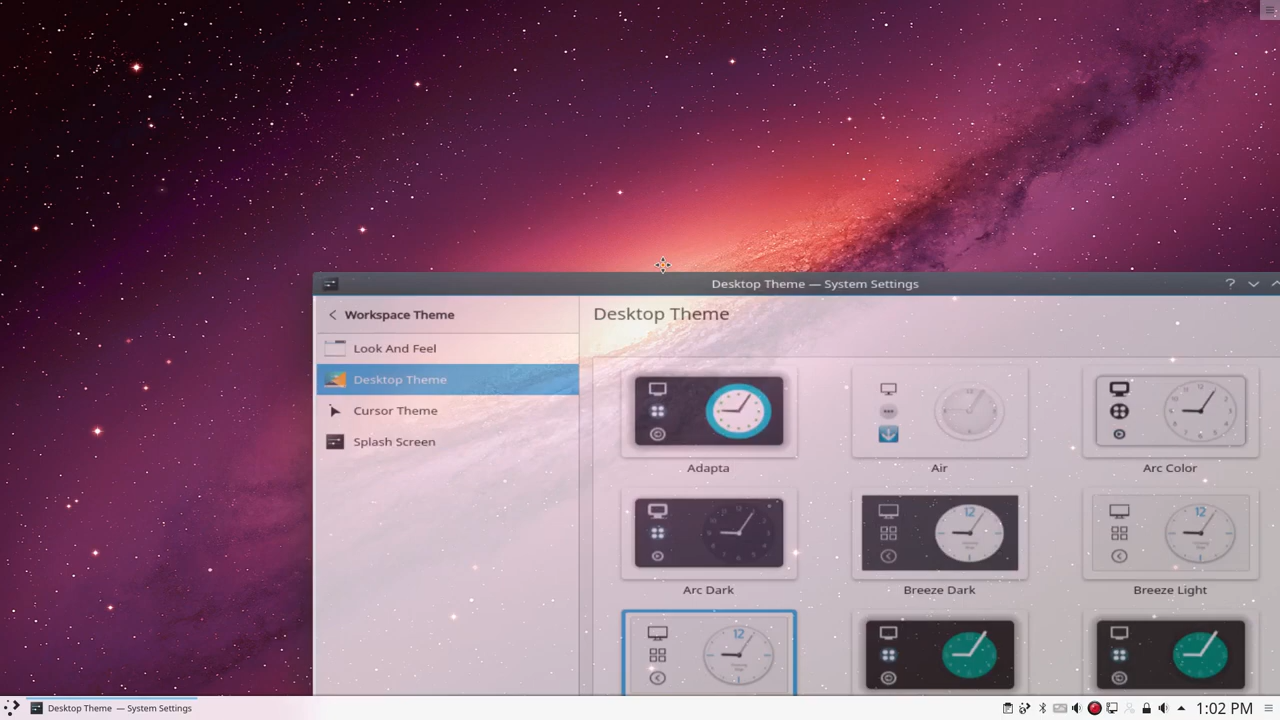 Desktop Theme — System Settings
Workspace Theme
Desktop Theme
Look And Feel
Desktop Theme
Cursor Theme
Splash Screen
Adapta
Air
Arc Color
Arc Dark
Breeze Dark
Breeze Light
12
12
12
Desktop Theme — System Settings
1:02 PM